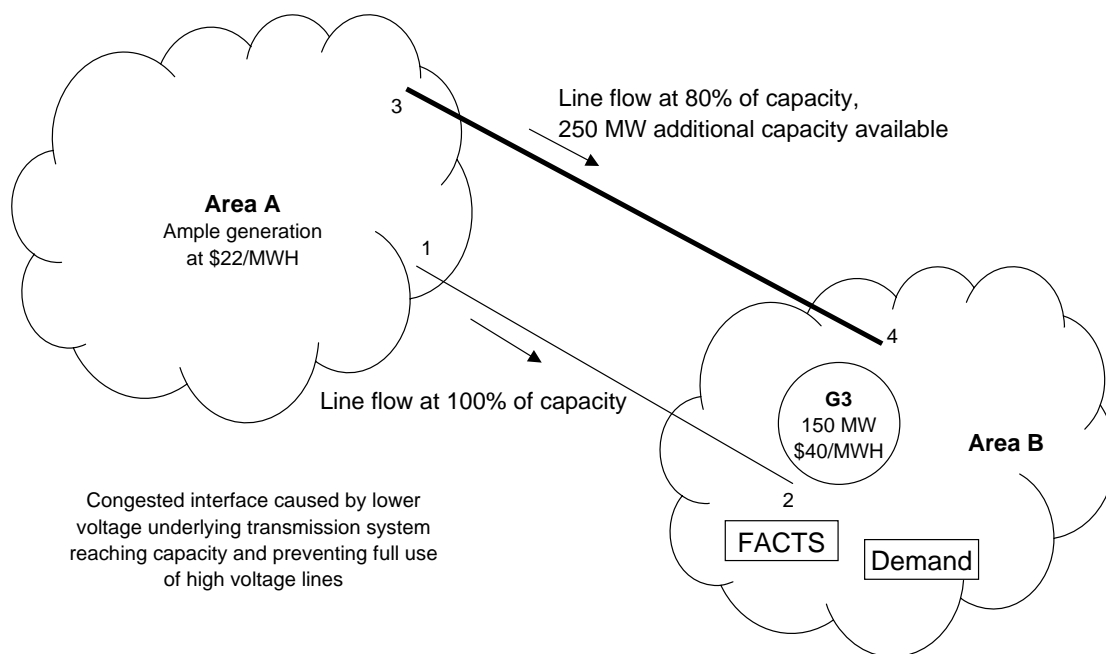 Line flow at 80% of capacity,
250 MW additional capacity available
3
Area A
Ample generation
at $22/MWH
1
4
Line flow at 100% of capacity
G3
150 MW
$40/MWH
Area B
2
Congested interface caused by lower
voltage underlying transmission system
reaching capacity and preventing full use
of high voltage lines
FACTS
Demand